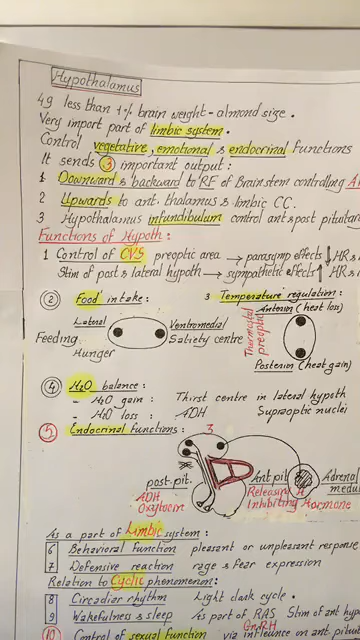 Hypothalamus
4g less than 1% brain weight - almond size.
Very import part of limbic system.
Control vegetative, emotional & endocrinal functions
It sends 3 important output:
1 Downward & backward to RF of Brain stem controlling
2 Upwards to ant. thalamus & limbic CC.
3 Hypothalamus infundibulum control ant & post pituitar
Functions of Hypoth:
1 Control of CVS preoptic area → parasymp effects ↓ HR &
Stim of post & lateral hypoth → sympathetic effects ↑ HR &
2 Food intake: 3 Temperature regulation:
Anterior (heat loss)
Lateral Ventromedial
Feeding Satiety centre
Hunger
preoptic
Posterior (heat gain)
4 H2O balance:
- H2O gain: Thirst centre in lateral hypoth
- H2O loss: ADH Supraoptic nuclei
5 Endocrinal functions: 3
post. pit. Ant pit Adrenal
medu
ADH Releasing &
Oxytocin Inhibiting Hormone
As a part of Limbic system:
6 Behavioral function pleasant or unpleasant response
7 Defensive reaction rage & fear expression
Relation to Cyclic phenomenon:
8 Circadian rhythm Light dark cycle.
9 Wakefulness & sleep As part of RAS Stim of ant hyp
GnRH
10 Control of sexual function via influence on ant pituit